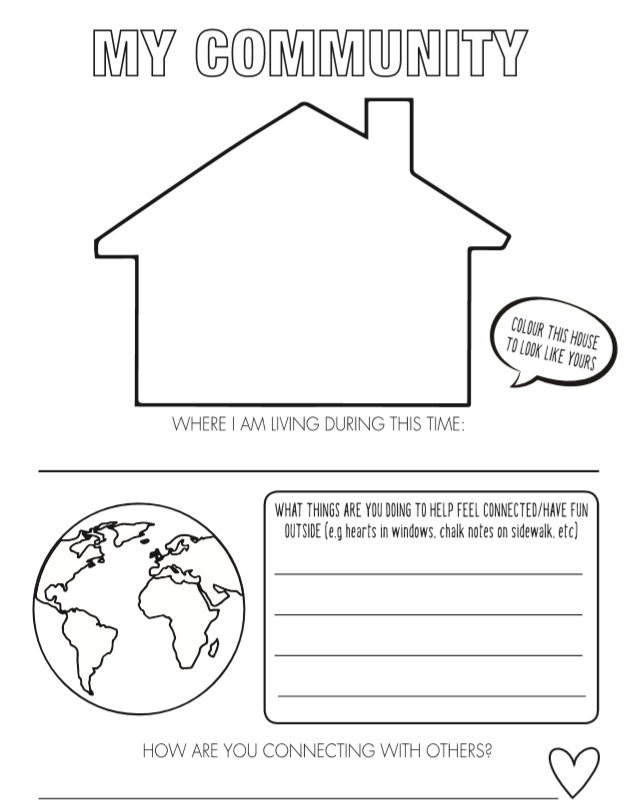 MY COMMUNITY
COLOUR THIS HOUSE
TO LOOK LIKE YOURS
WHERE I AM LIVING DURING THIS TIME:
WHAT THINGS ARE YOU DOING TO HELP FEEL CONNECTED/HAVE FUN
OUTSIDE (e.g hearts in windows, chalk notes on sidewalk, etc)
HOW ARE YOU CONNECTING WITH OTHERS?